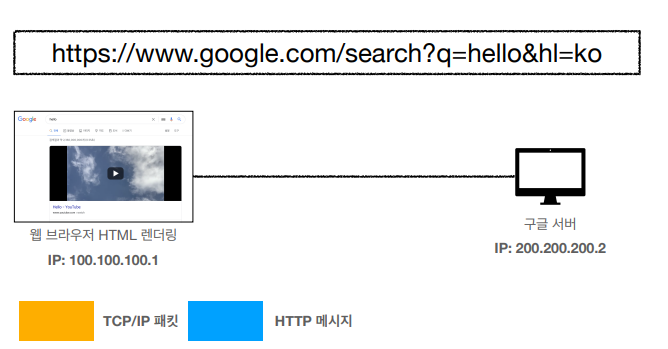 https://www.google.com/search?q=hello&hl=ko
Google
hello
Hello - YouTube
웹 브라우저 HTML 렌더링
IP: 100.100.100.1
구글 서버
IP: 200.200.200.2
TCP/IP 패킷
HTTP 메시지